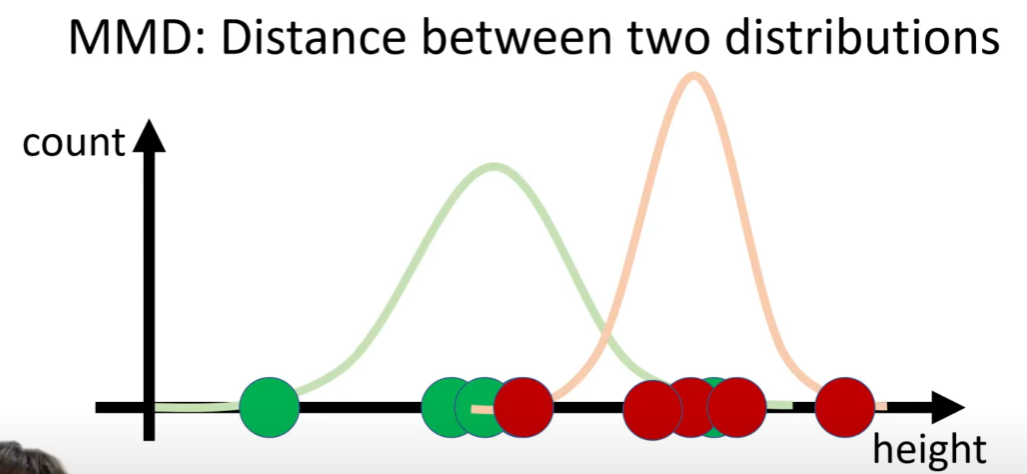 MMD: Distance between two distributions
count
height